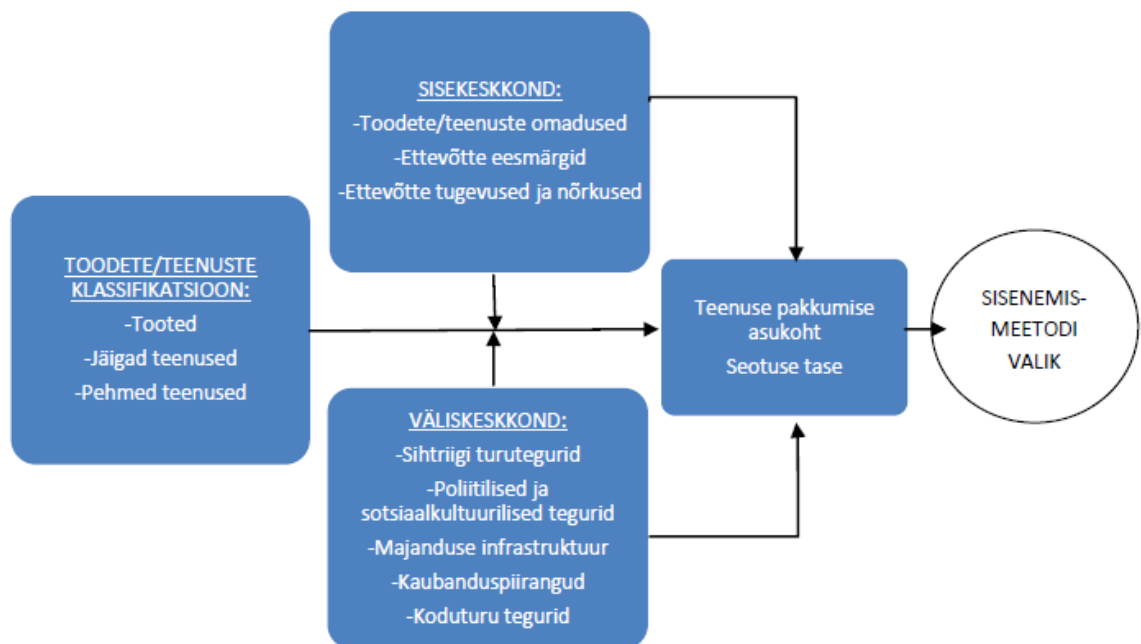 SISEKESKKOND:
-Toodete/teenuste omadused
-Ettevõtte eesmärgid
-Ettevõtte tugevused ja nõrkused
TOODETE/TEENUSTE
KLASSIFIKATSIOON:
-Tooted
-Jäigad teenused
-Pehmed teenused
Teenuse pakkumise
asukoht
Seotuse tase
SISENEMIS-
MEETODI
VALIK
VÄLISKESKKOND:
-Sihtriigi turutegurid
-Poliitilised ja
sotsiaalkultuurilised tegurid
-Majanduse infrastruktuur
-Kaubanduspiirangud
-Koduturu tegurid